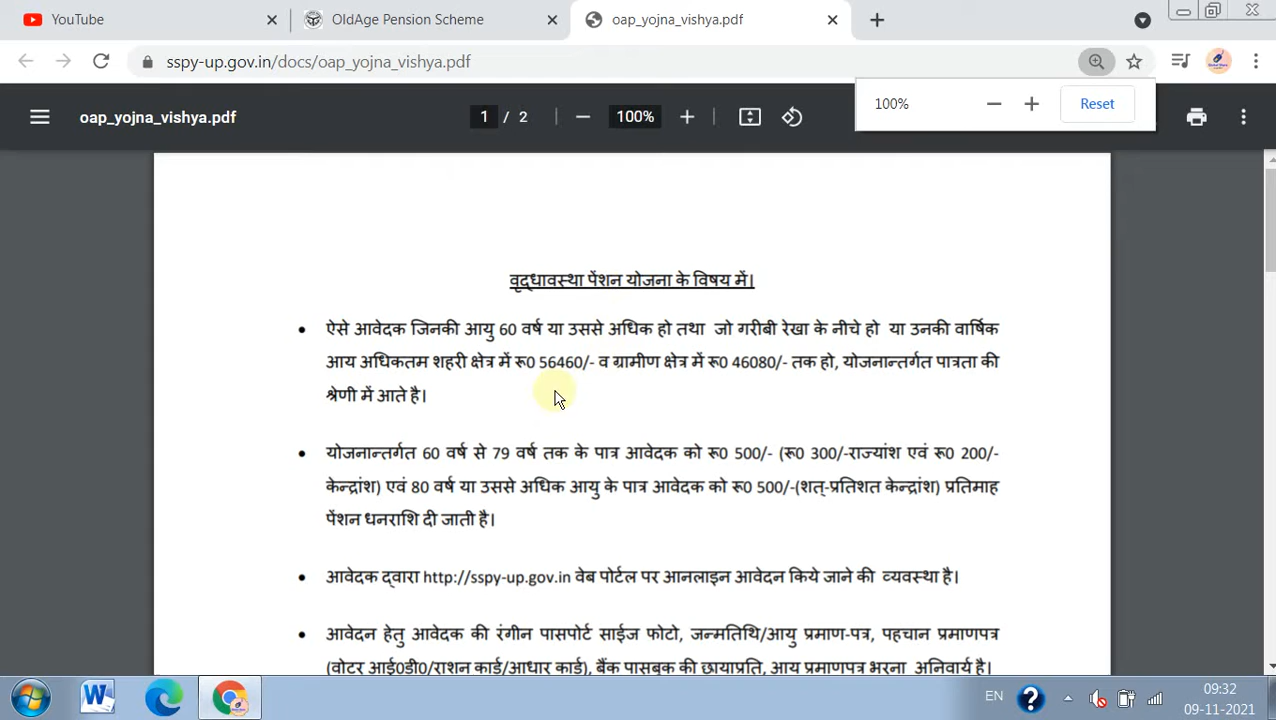 YouTube
OldAge Pension Scheme
oap_yojna_vishya.pdf
sspy-up.gov.in/docs/oap_yojna_vishya.pdf
100%
Reset
oap_yojna_vishya.pdf
1 / 2
100%
वृद्धावस्था पेंशन योजना के विषय में।
ऐसे आवेदक जिनकी आयु 60 वर्ष या उससे अधिक हो तथा जो गरीबी रेखा के नीचे हो या उनकी वार्षिक
आय अधिकतम शहरी क्षेत्र में रू0 56460/- व ग्रामीण क्षेत्र में रू0 46080/- तक हो, योजनान्तर्गत पात्रता की
श्रेणी में आते है।
योजनान्तर्गत 60 वर्ष से 79 वर्ष तक के पात्र आवेदक को रू0 500/- (रू0 300/-राज्यांश एवं रू0 200/-
केन्द्रांश) एवं 80 वर्ष या उससे अधिक आयु के पात्र आवेदक को रू0 500/-(शत्-प्रतिशत केन्द्रांश) प्रतिमाह
पेंशन धनराशि दी जाती है।
आवेदक द्वारा http://sspy-up.gov.in वेब पोर्टल पर आनलाइन आवेदन किये जाने की व्यवस्था है।
आवेदन हेतु आवेदक की रंगीन पासपोर्ट साईज फोटो, जन्मतिथि/आयु प्रमाण-पत्र, पहचान प्रमाणपत्र
(वोटर आई0डी0/राशन कार्ड/आधार कार्ड), बैंक पासबुक की छायाप्रति, आय प्रमाणपत्र भरना अनिवार्य है।
EN
09:32
09-11-2021